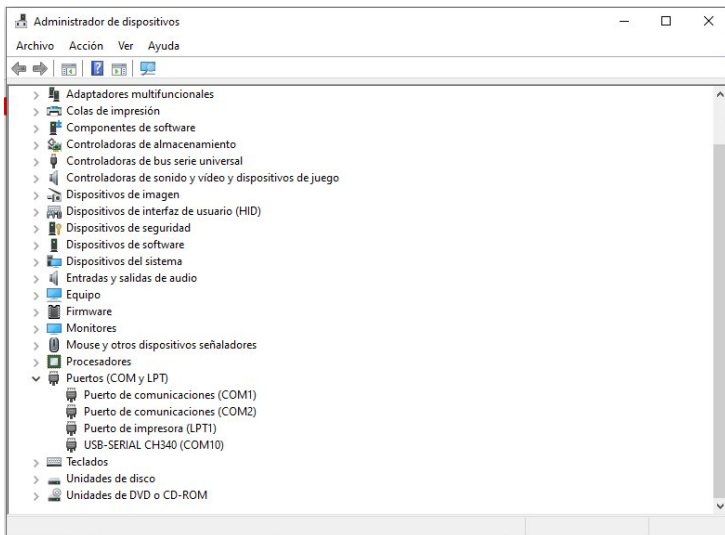 Administrador de dispositivos
Archivo Acción Ver Ayuda
Adaptadores multifuncionales
Colas de impresión
Componentes de software
Controladoras de almacenamiento
Controladoras de bus serie universal
Controladoras de sonido y vídeo y dispositivos de juego
Dispositivos de imagen
Dispositivos de interfaz de usuario (HID)
Dispositivos de seguridad
Dispositivos de software
Dispositivos del sistema
Entradas y salidas de audio
Equipo
Firmware
Monitores
Mouse y otros dispositivos señaladores
Procesadores
Puertos (COM y LPT)
Puerto de comunicaciones (COM1)
Puerto de comunicaciones (COM2)
Puerto de impresora (LPT1)
USB-SERIAL CH340 (COM10)
Teclados
Unidades de disco
Unidades de DVD o CD-ROM